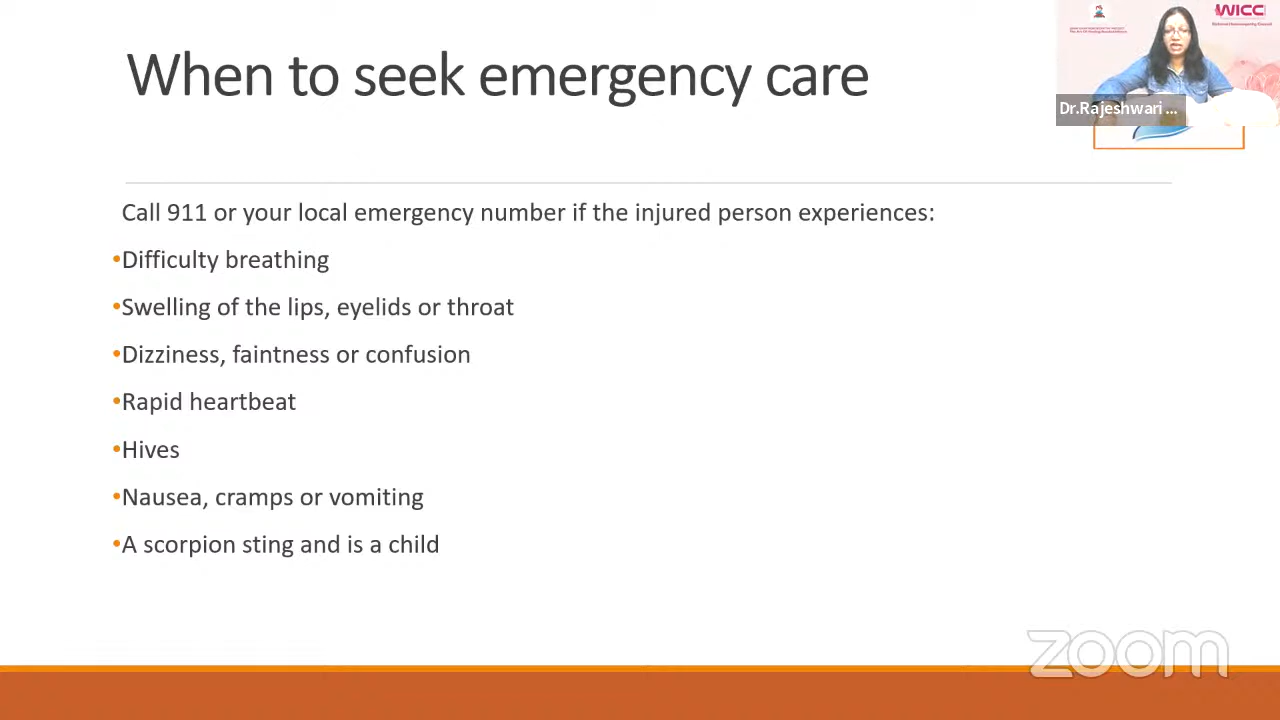 When to seek emergency care
WICC
Dr.Rajeshwari ...
Call 911 or your local emergency number if the injured person experiences:
•Difficulty breathing
•Swelling of the lips, eyelids or throat
•Dizziness, faintness or confusion
•Rapid heartbeat
•Hives
•Nausea, cramps or vomiting
•A scorpion sting and is a child
zoom